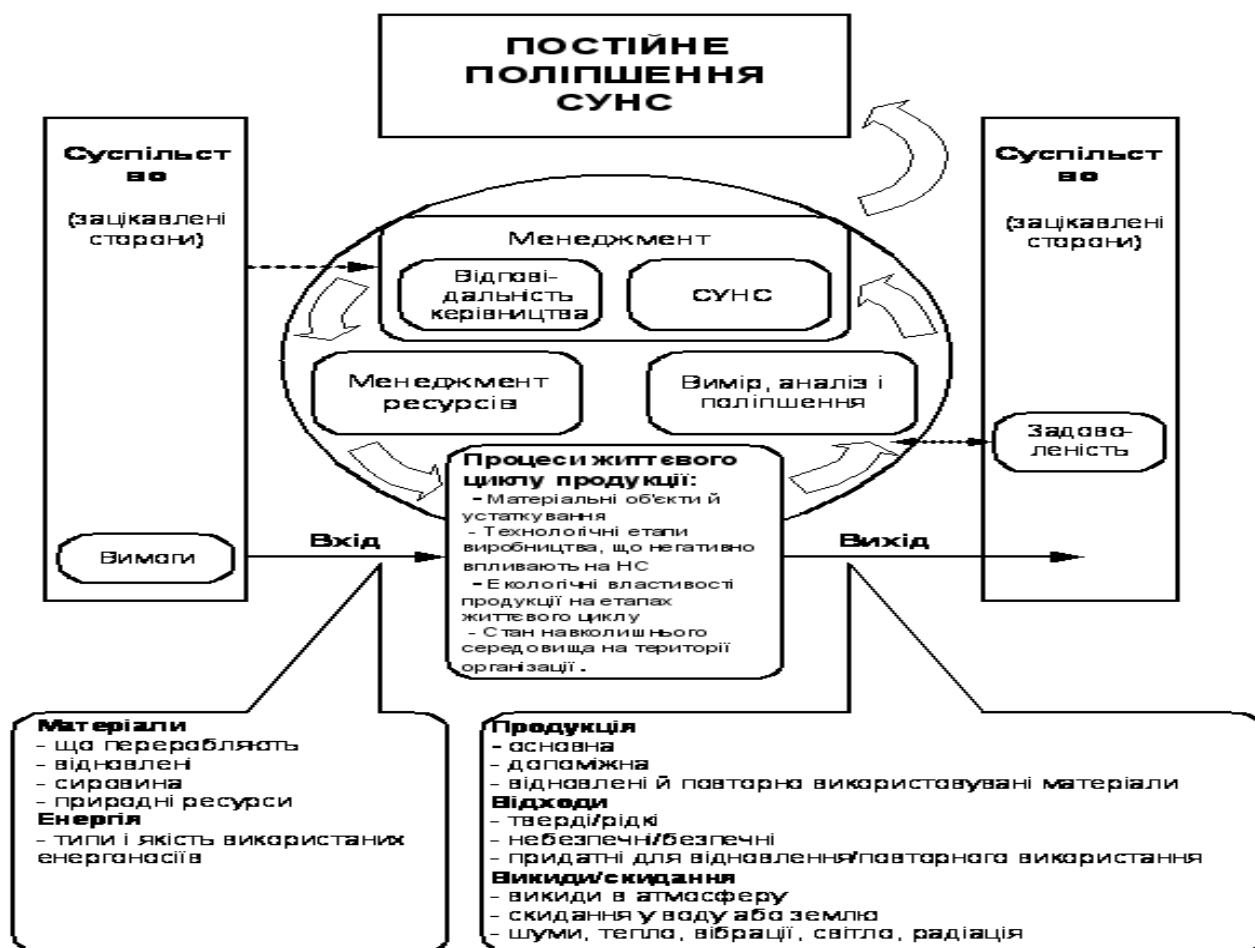 ПОСТІЙНЕ
ПОЛІПШЕННЯ
СУНС
Суспільст
во
(зацікавлені
сторони)
Вимоги
Менеджмент
Відпові-
дальність
керівництва
СУНС
Менеджмент
ресурсів
Вимір, аналіз і
поліпшення
Процеси життєвого
циклу продукції:
- Матеріальні об'єкти й
устаткування
- Технологічні етапи
виробництва, що негативно
впливають на НС
- Екологічні властивості
продукції на етапах
життєвого циклу
- Стан навколишнього
середовища на території
організації.
Вхід
Вихід
Суспільст
во
(зацікавлені
сторони)
Задово-
леність
Матеріали
- що переробляють
- відновлені
- сировина
- природні ресурси
Енергія
- типи і якість використаних
енергоносіїв
Продукція
- основна
- допоміжна
- відновлені й повторно використовувані матеріали
Відходи
- тверді/рідкі
- небезпечні/безпечні
- придатні для відновлення/повторного використання
Викиди/скидання
- викиди в атмосферу
- скидання у воду або землю
- шуми, тепло, вібрації, світло, радіація